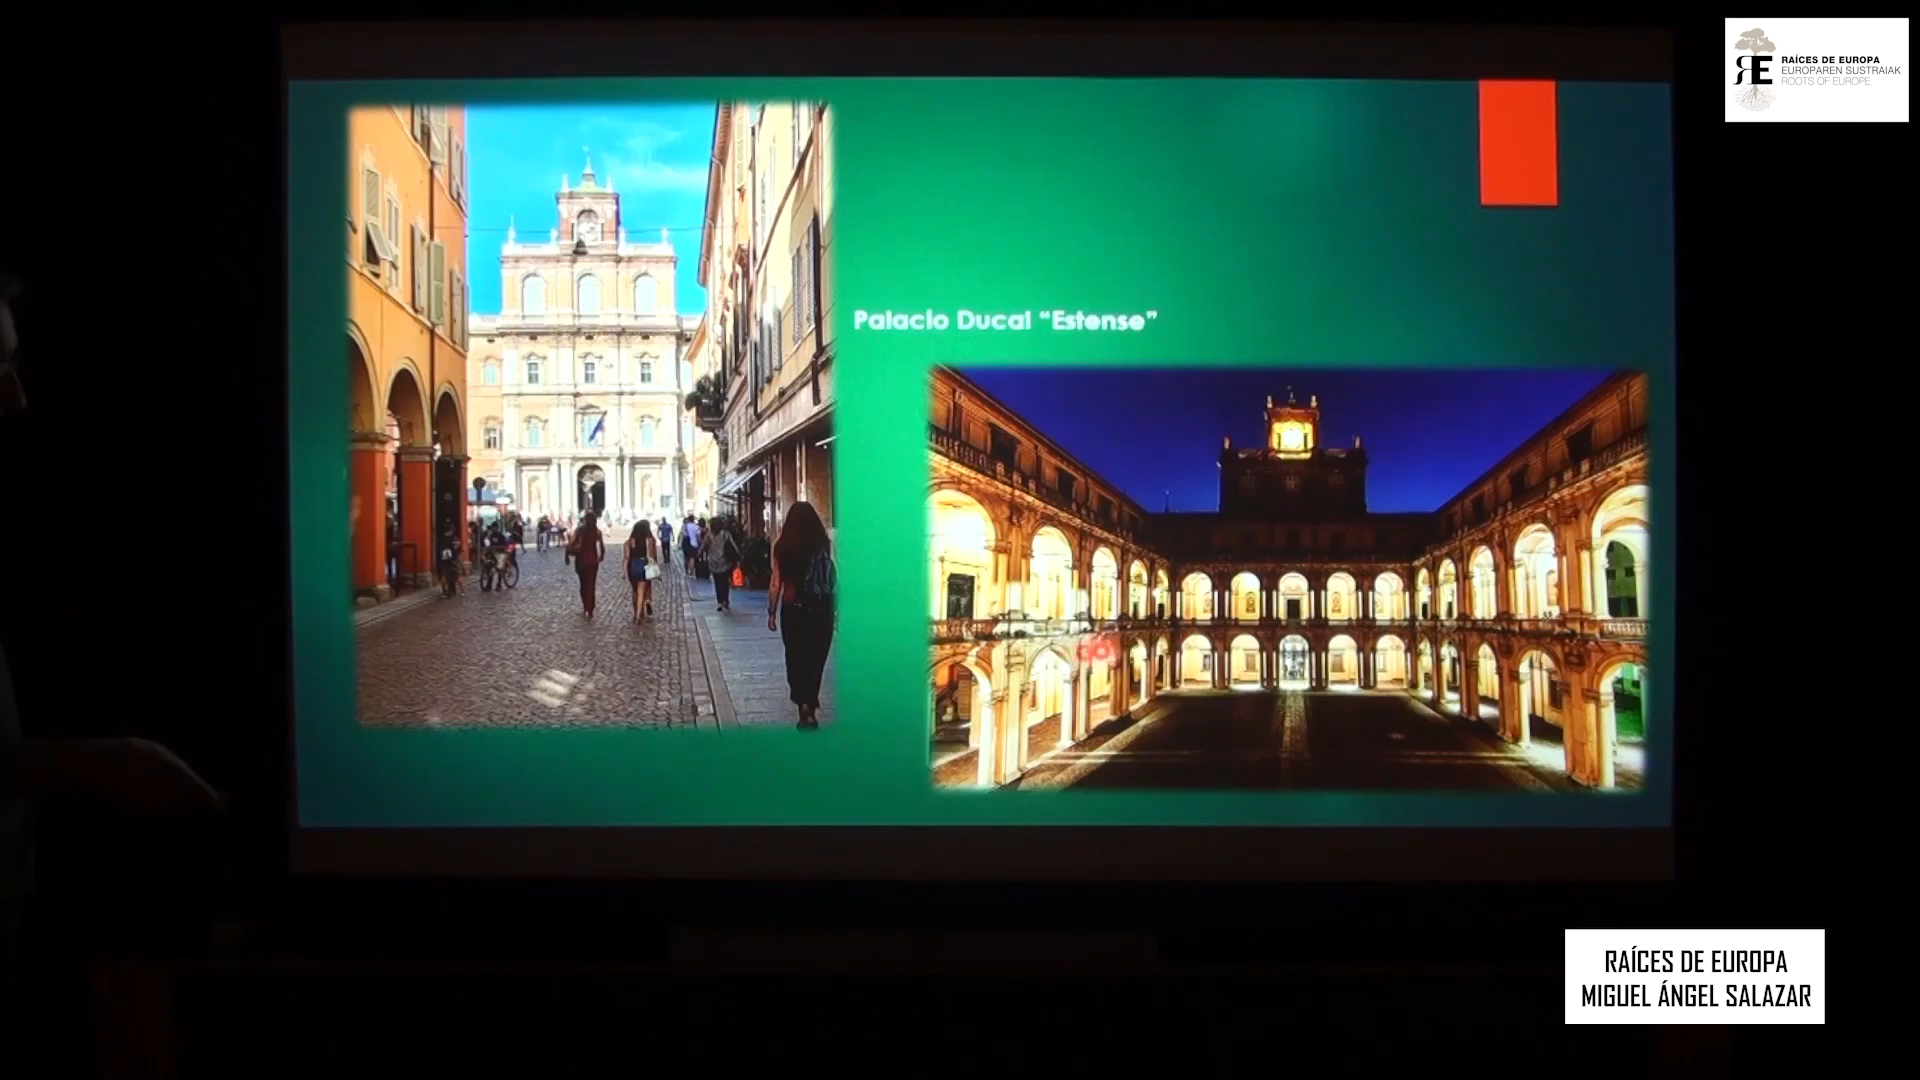 RAÍCES DE EUROPA
EUROPAREN SUSTRAIAK
ROOTS OF EUROPE
Palacio Ducal “Estense”
RAÍCES DE EUROPA
MIGUEL ÁNGEL SALAZAR